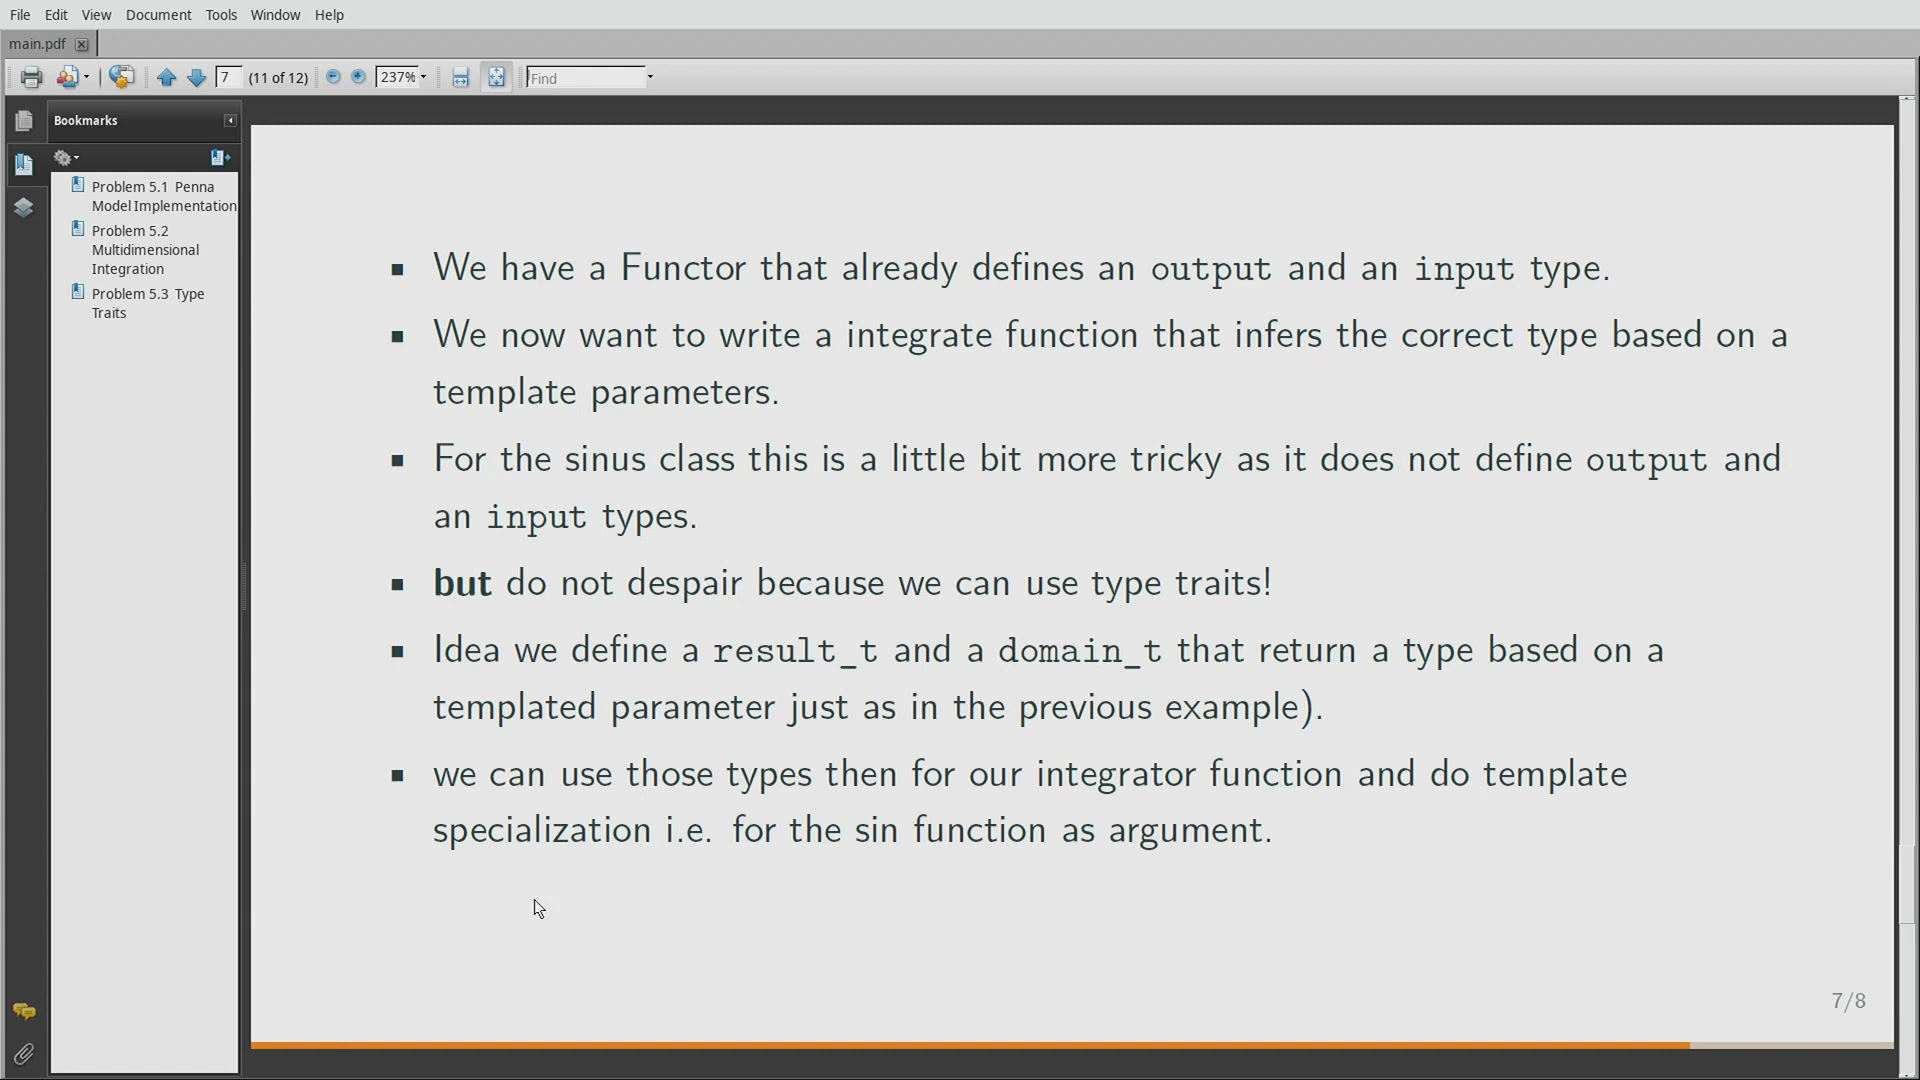 File Edit View Document Tools Window Help
main.pdf
7 (11 of 12) 237% Find
Bookmarks
Problem 5.1 Penna
Model Implementation
Problem 5.2
Multidimensional
Integration
Problem 5.3 Type
Traits
We have a Functor that already defines an output and an input type.
We now want to write a integrate function that infers the correct type based on a
template parameters.
For the sinus class this is a little bit more tricky as it does not define output and
an input types.
but do not despair because we can use type traits!
Idea we define a result_t and a domain_t that return a type based on a
templated parameter just as in the previous example).
we can use those types then for our integrator function and do template
specialization i.e. for the sin function as argument.
7/8